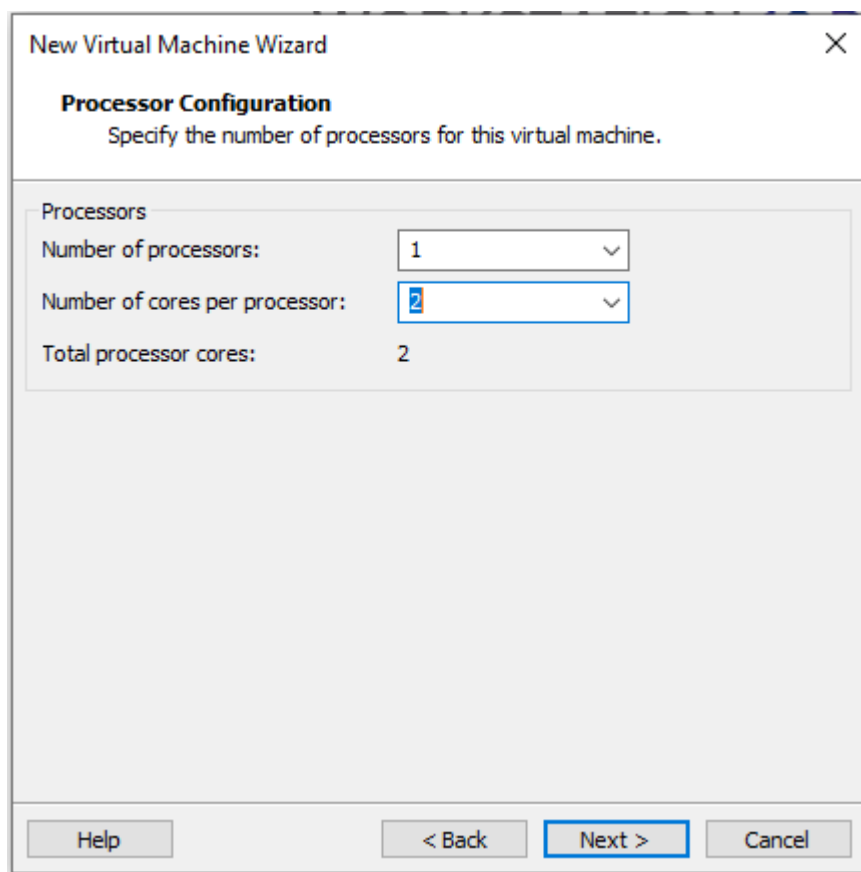 New Virtual Machine Wizard
Processor Configuration
Specify the number of processors for this virtual machine.
Processors
Number of processors: 1
Number of cores per processor: 2
Total processor cores: 2
Help < Back Next > Cancel